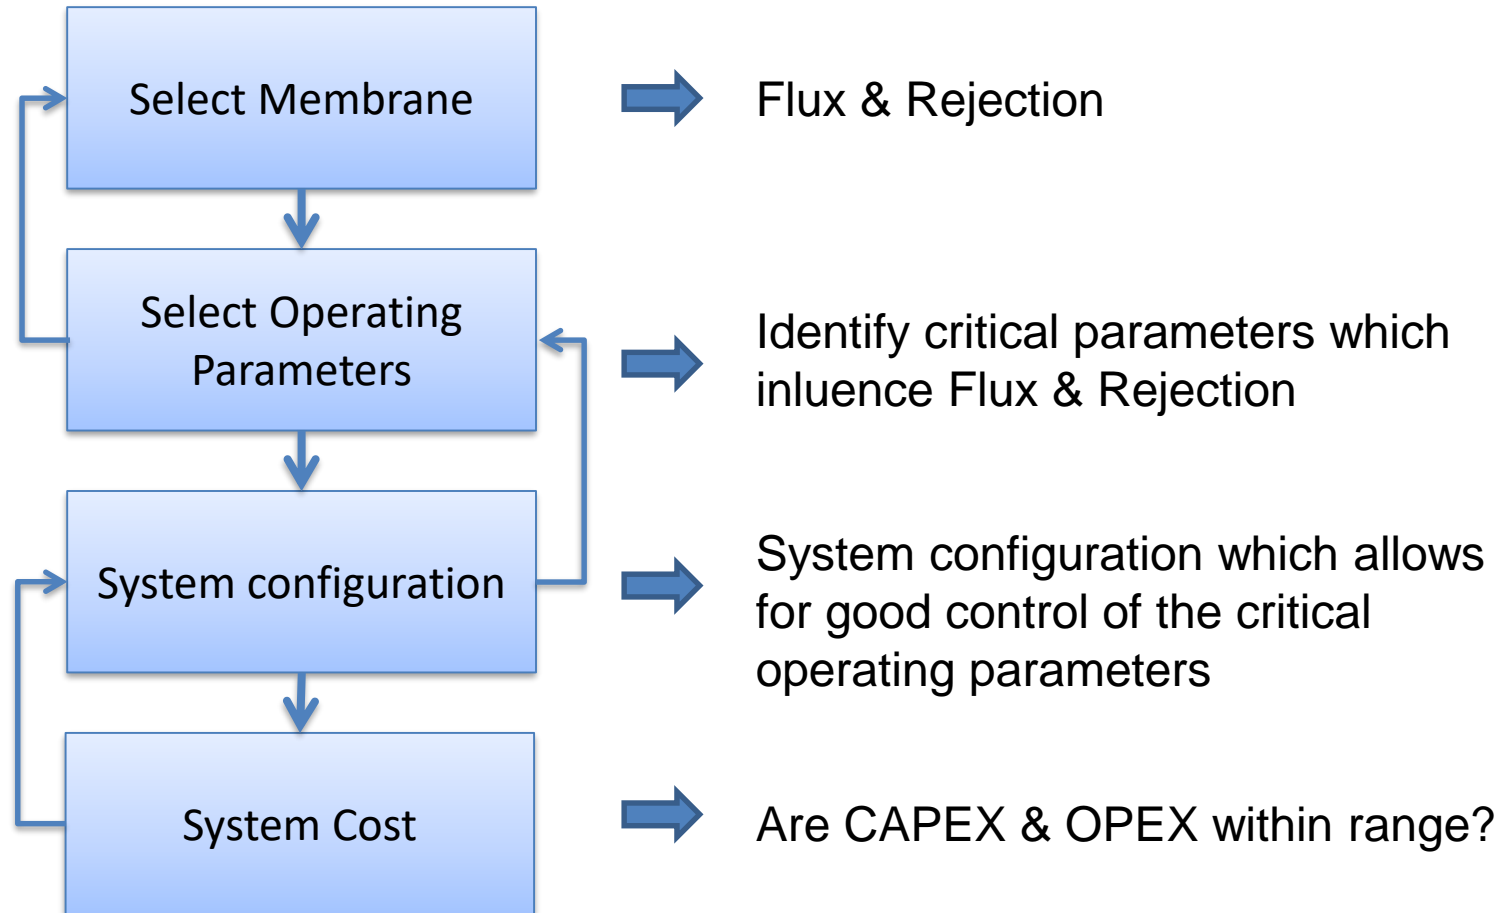 Select Membrane
Flux & Rejection
Select Operating
Parameters
Identify critical parameters which
inluence Flux & Rejection
System configuration
System configuration which allows
for good control of the critical
operating parameters
System Cost
Are CAPEX & OPEX within range?